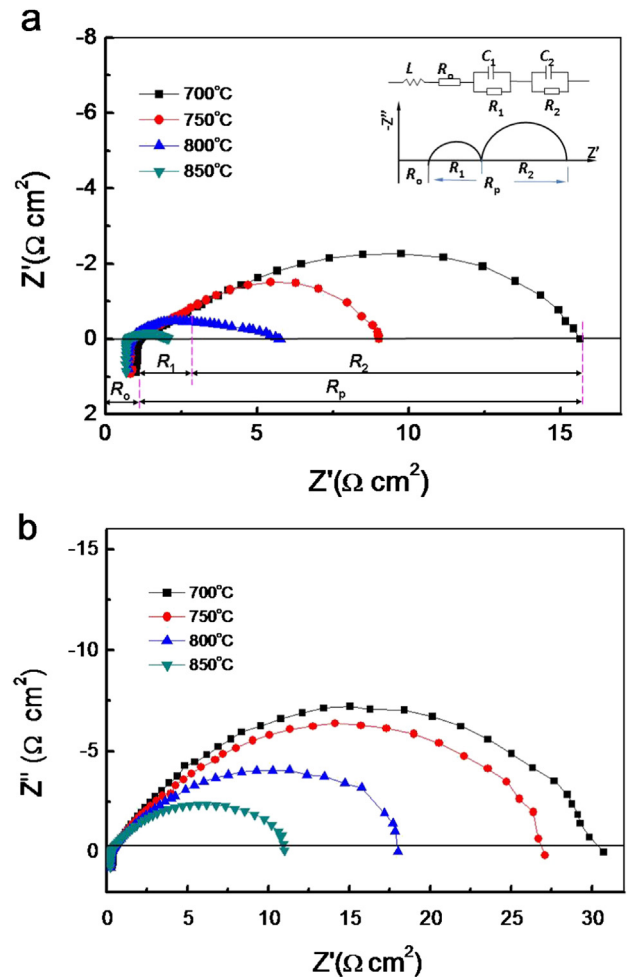 a
-8
-6
-4
-2
0
2
Z'(Ω cm²)
700°C
750°C
800°C
850°C
L
Rₒ
C₁
R₁
C₂
R₂
-Z"
Z'
Rₒ
R₁
Rₚ
R₂
R₁
R₂
Rₒ
Rₚ
5
10
15
Z'(Ω cm²)
b
-15
-10
-5
0
Z" (Ω cm²)
700°C
750°C
800°C
850°C
0
5
10
15
20
25
30
Z'(Ω cm²)